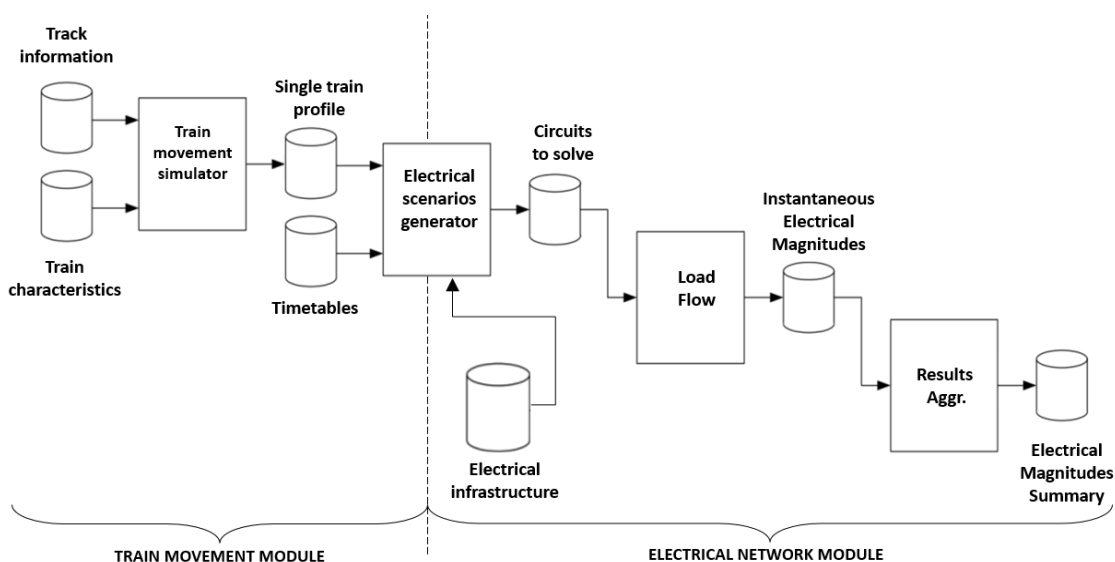 Track
information
Train
movement
simulator
Train
characteristics
Single train
profile
Timetables
Electrical
scenarios
generator
Circuits
to solve
Electrical
infrastructure
Load
Flow
Instantaneous
Electrical
Magnitudes
Results
Aggr.
Electrical
Magnitudes
Summary
TRAIN MOVEMENT MODULE
ELECTRICAL NETWORK MODULE